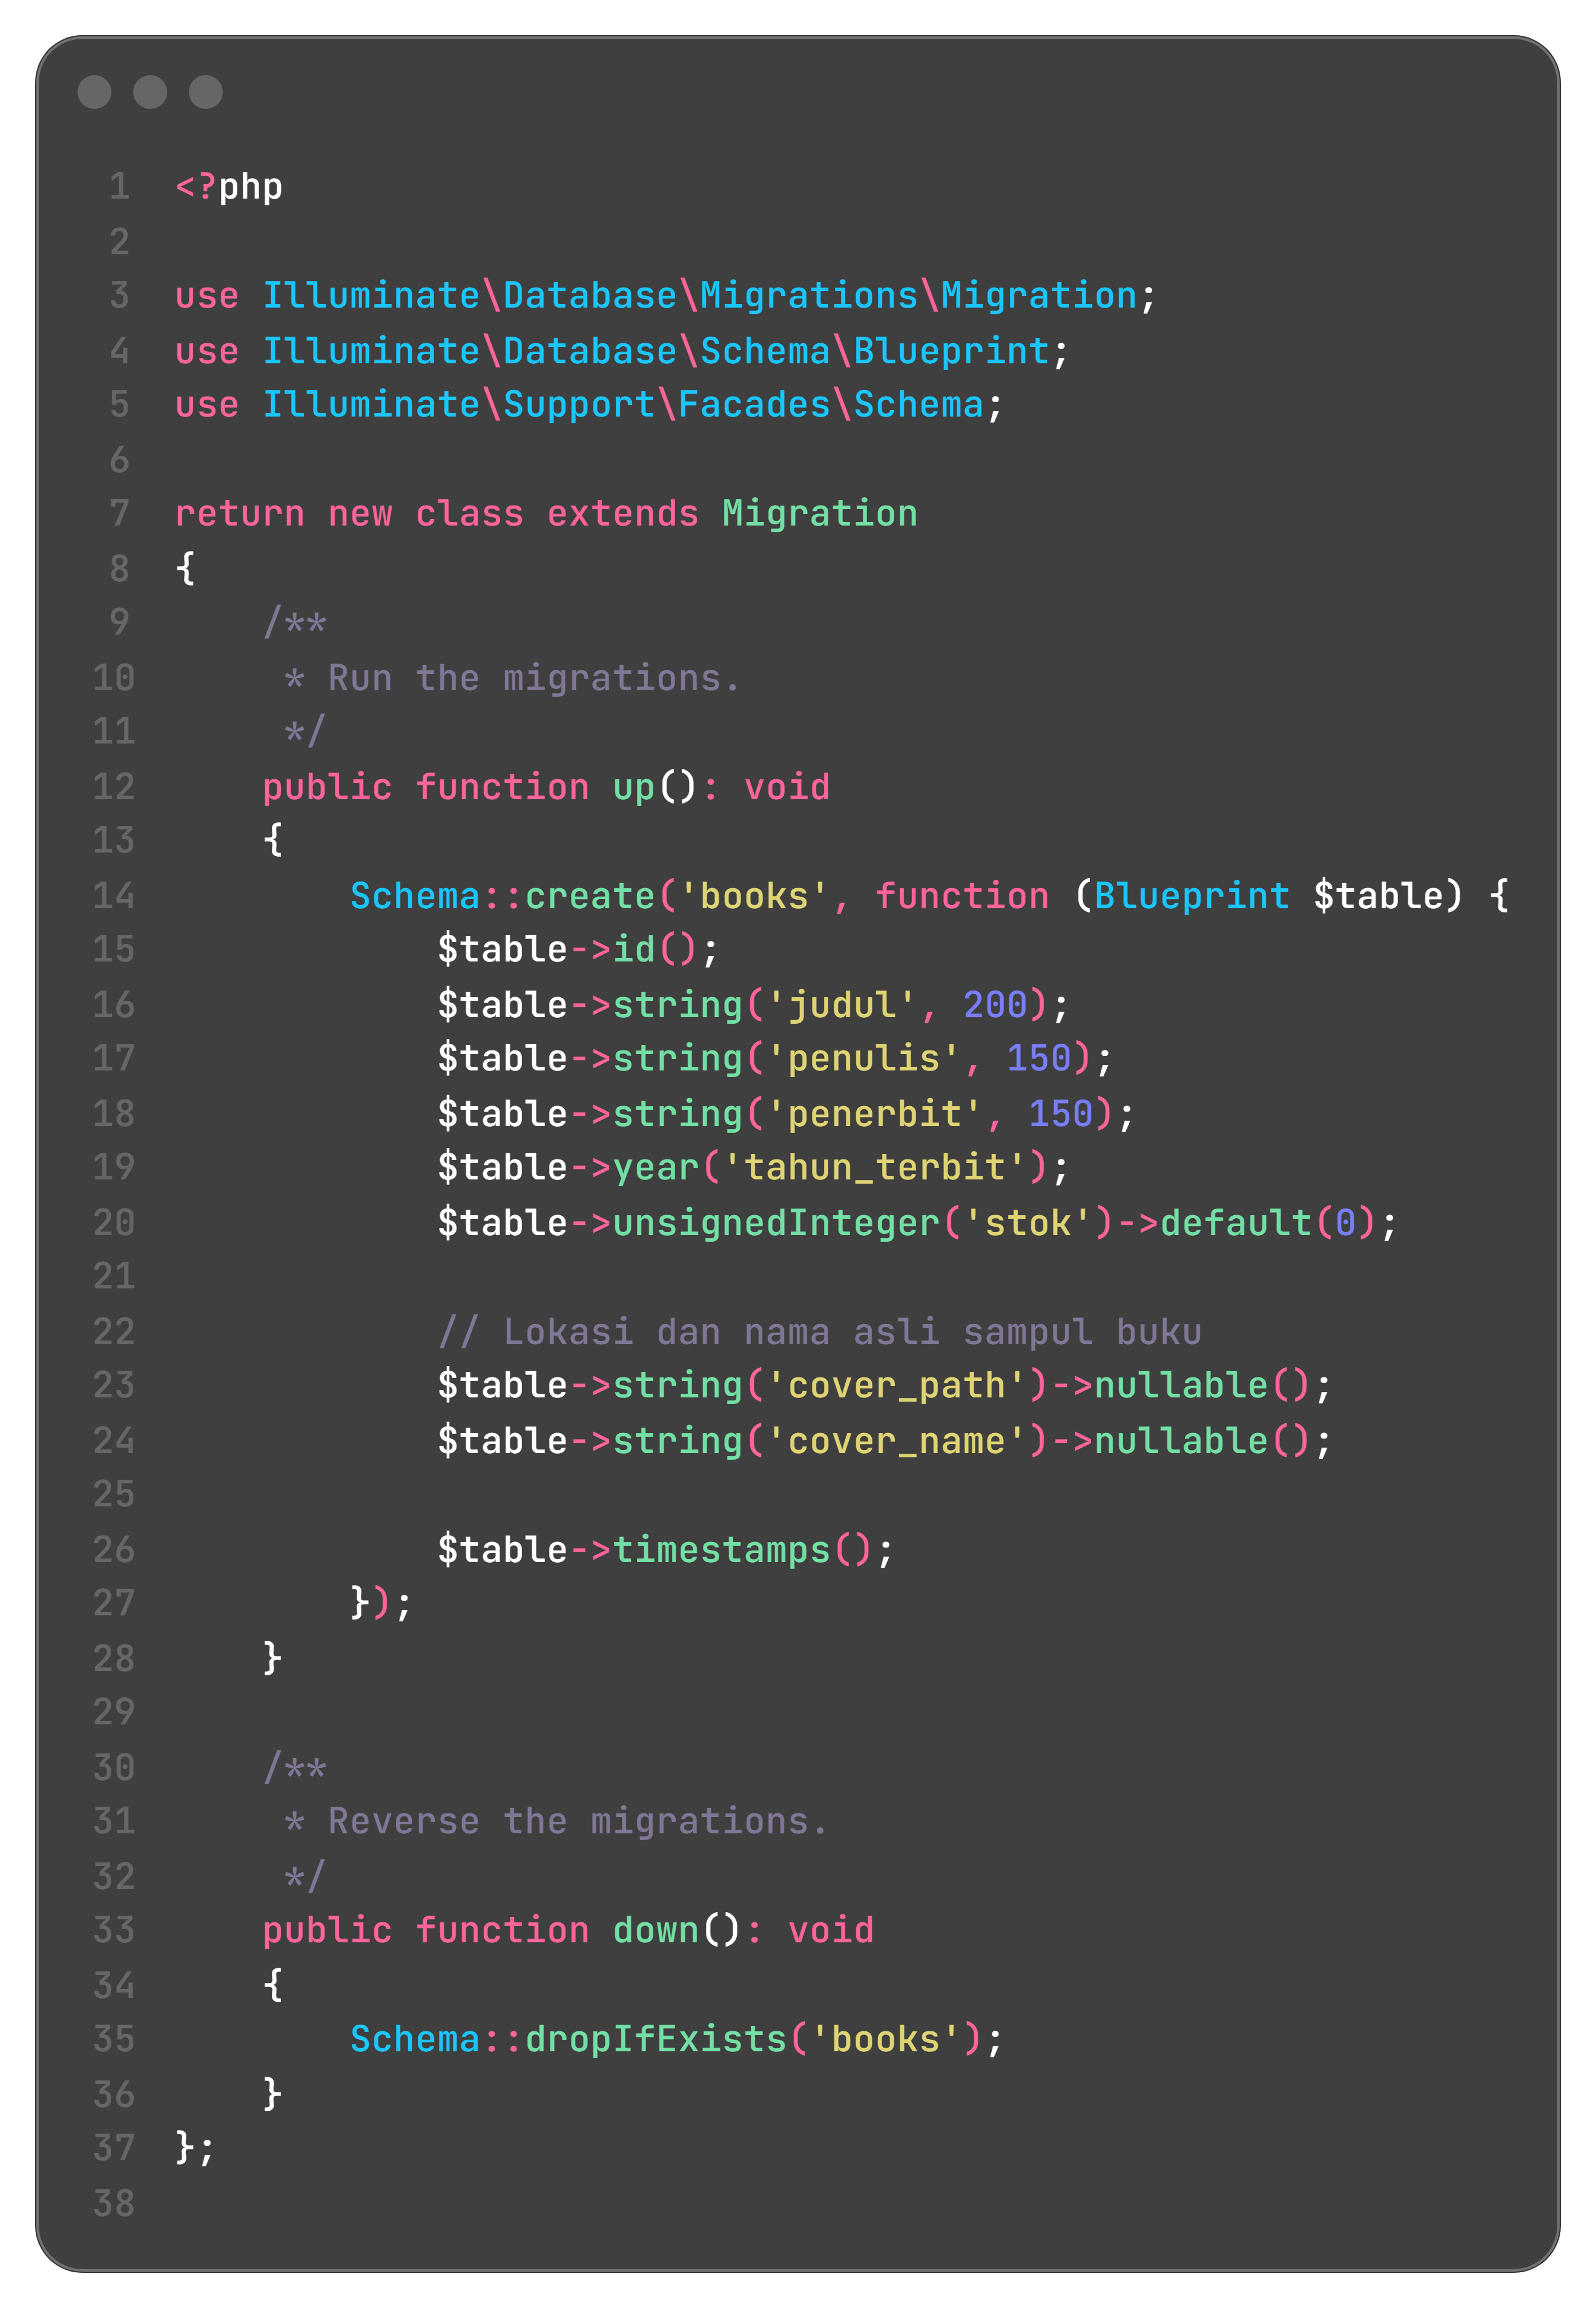 1 <?php
2
3 use Illuminate\Database\Migrations\Migration;
4 use Illuminate\Database\Schema\Blueprint;
5 use Illuminate\Support\Facades\Schema;
6
7 return new class extends Migration
8 {
9     /**
10      * Run the migrations.
11      */
12     public function up(): void
13     {
14         Schema::create('books', function (Blueprint $table) {
15             $table->id();
16             $table->string('judul', 200);
17             $table->string('penulis', 150);
18             $table->string('penerbit', 150);
19             $table->year('tahun_terbit');
20             $table->unsignedInteger('stok')->default(0);
21
22             // Lokasi dan nama asli sampul buku
23             $table->string('cover_path')->nullable();
24             $table->string('cover_name')->nullable();
25
26             $table->timestamps();
27         });
28     }
29
30     /**
31      * Reverse the migrations.
32      */
33     public function down(): void
34     {
35         Schema::dropIfExists('books');
36     }
37 };
38